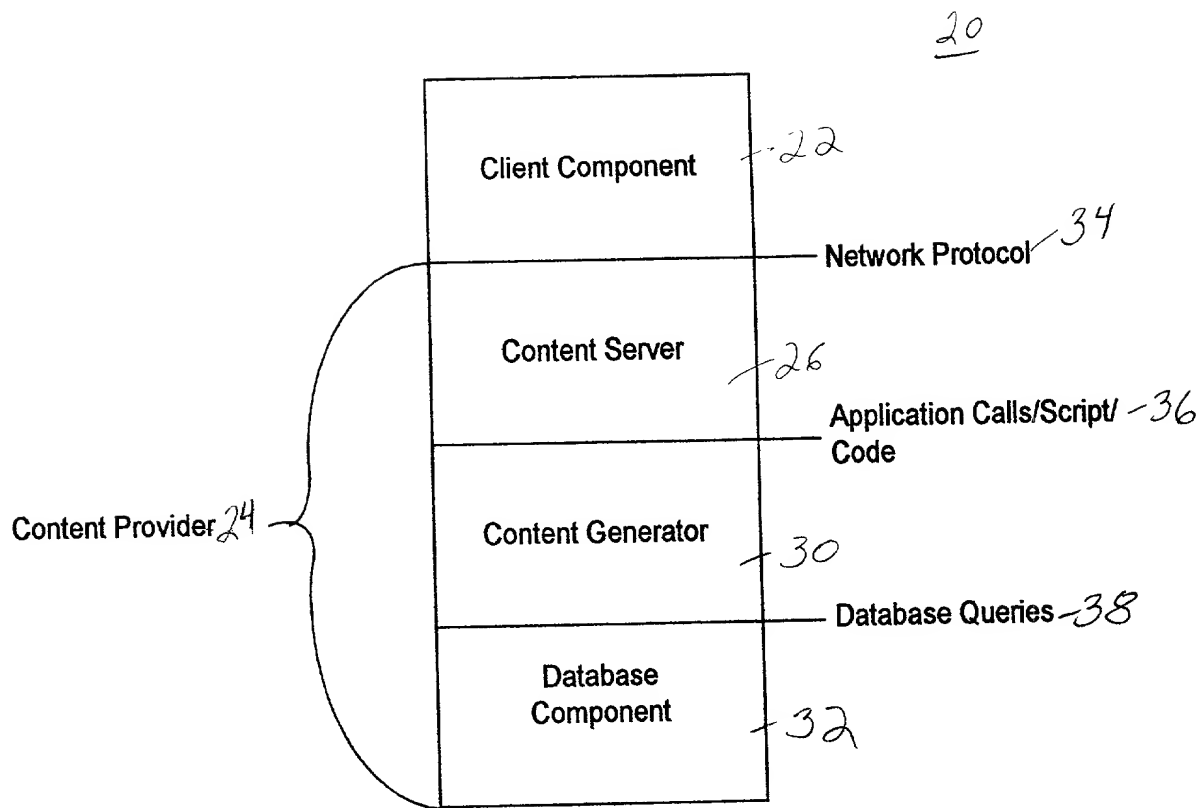 20
Client Component
22
Network Protocol 34
Content Server
26
Application Calls/Script/ 36
Code
Content Provider 24
Content Generator
30
Database Queries 38
Database
Component
32